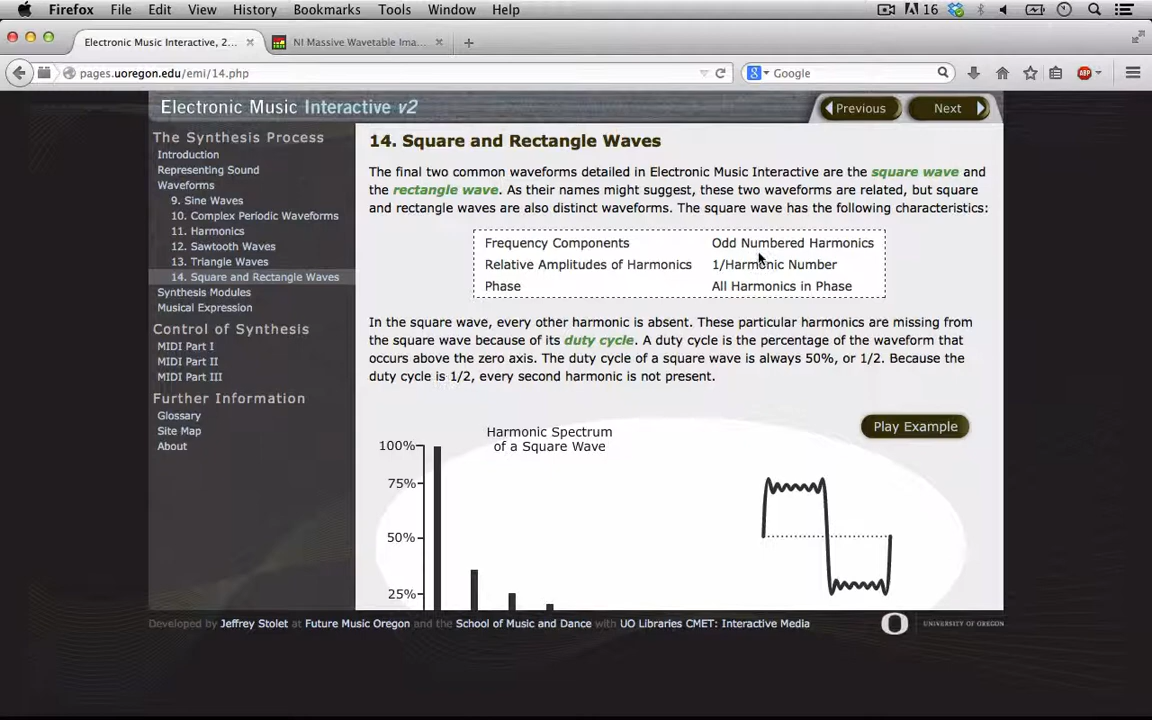 Firefox File Edit View History Bookmarks Tools Window Help 16
Electronic Music Interactive, 2...
NI Massive Wavetable Ima...
pages.uoregon.edu/emi/14.php
Google
ABP
Electronic Music Interactive v2
Previous
Next
The Synthesis Process
Introduction
Representing Sound
Waveforms
9. Sine Waves
10. Complex Periodic Waveforms
11. Harmonics
12. Sawtooth Waves
13. Triangle Waves
14. Square and Rectangle Waves
Synthesis Modules
Musical Expression
Control of Synthesis
MIDI Part I
MIDI Part II
MIDI Part III
Further Information
Glossary
Site Map
About
14. Square and Rectangle Waves
The final two common waveforms detailed in Electronic Music Interactive are the square wave and
the rectangle wave. As their names might suggest, these two waveforms are related, but square
and rectangle waves are also distinct waveforms. The square wave has the following characteristics:
Frequency Components Odd Numbered Harmonics
Relative Amplitudes of Harmonics 1/Harmonic Number
Phase All Harmonics in Phase
In the square wave, every other harmonic is absent. These particular harmonics are missing from
the square wave because of its duty cycle. A duty cycle is the percentage of the waveform that
occurs above the zero axis. The duty cycle of a square wave is always 50%, or 1/2. Because the
duty cycle is 1/2, every second harmonic is not present.
Play Example
Harmonic Spectrum
of a Square Wave
100%
75%
50%
25%
Developed by Jeffrey Stolet at Future Music Oregon and the School of Music and Dance with UO Libraries CMET: Interactive Media
UNIVERSITY OF OREGON